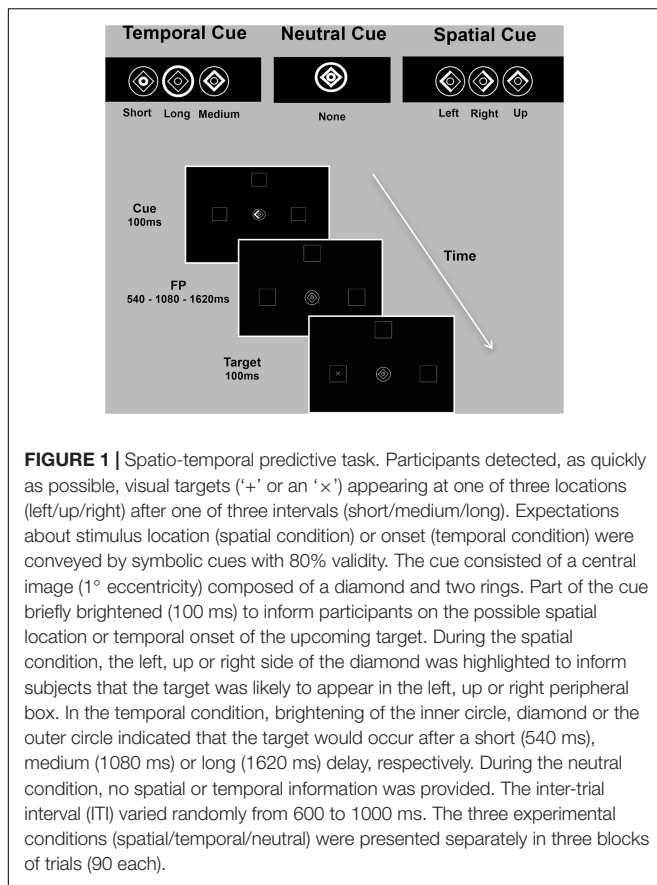 Temporal Cue Neutral Cue Spatial Cue
Short Long Medium None Left Right Up
Cue
100ms
FP
540 - 1080 - 1620ms
Target
100ms
Time
FIGURE 1 | Spatio-temporal predictive task. Participants detected, as quickly
as possible, visual targets (‘+’ or an ‘×’) appearing at one of three locations
(left/up/right) after one of three intervals (short/medium/long). Expectations
about stimulus location (spatial condition) or onset (temporal condition) were
conveyed by symbolic cues with 80% validity. The cue consisted of a central
image (1° eccentricity) composed of a diamond and two rings. Part of the cue
briefly brightened (100 ms) to inform participants on the possible spatial
location or temporal onset of the upcoming target. During the spatial
condition, the left, up or right side of the diamond was highlighted to inform
subjects that the target was likely to appear in the left, up or right peripheral
box. In the temporal condition, brightening of the inner circle, diamond or the
outer circle indicated that the target would occur after a short (540 ms),
medium (1080 ms) or long (1620 ms) delay, respectively. During the neutral
condition, no spatial or temporal information was provided. The inter-trial
interval (ITI) varied randomly from 600 to 1000 ms. The three experimental
conditions (spatial/temporal/neutral) were presented separately in three blocks
of trials (90 each).